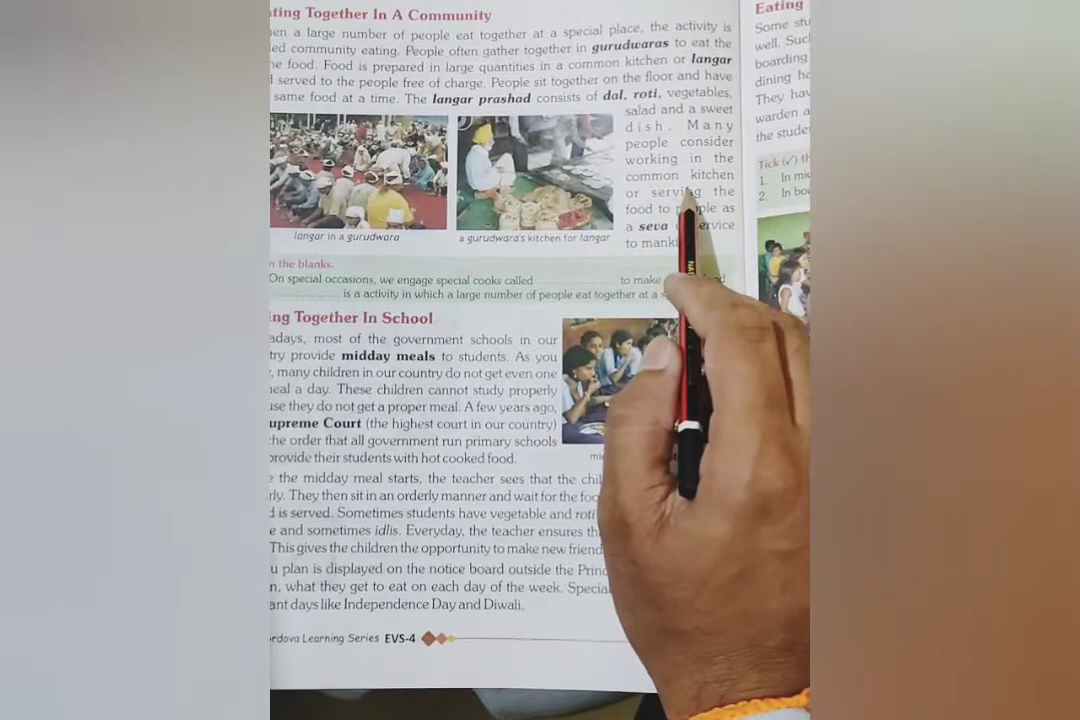 ting Together In A Community
en a large number of people eat together at a special place, the activity is
ed community eating. People often gather together in gurudwaras to eat the
e food. Food is prepared in large quantities in a common kitchen or langar
served to the people free of charge. People sit together on the floor and have
same food at a time. The langar prashad consists of dal, roti, vegetables,
salad and a sweet
dish. Many
people consider
working in the
common kitchen
or serving the
food to people as
a seva ervice
to manki
langar in a gurudwara
a gurudwara's kitchen for langar
n the blanks.
On special occasions, we engage special cooks called to make
is a activity in which a large number of people eat together at a s
ing Together In School
adays, most of the government schools in our
try provide midday meals to students. As you
, many children in our country do not get even one
eal a day. These children cannot study properly
use they do not get a proper meal. A few years ago,
upreme Court (the highest court in our country)
he order that all government run primary schools
provide their students with hot cooked food.
e the midday meal starts, the teacher sees that the chil
rly. They then sit in an orderly manner and wait for the foo
d is served. Sometimes students have vegetable and roti
e and sometimes idlis. Everyday, the teacher ensures th
This gives the children the opportunity to make new friend
u plan is displayed on the notice board outside the Princ
n, what they get to eat on each day of the week. Special
ant days like Independence Day and Diwali.
rdova Learning Series EVS-4
Eating
Some stu
well. Suc
boarding
dining ha
They hav
warden a
the stude
Tick (✓) th
1. In mid
2. In boa